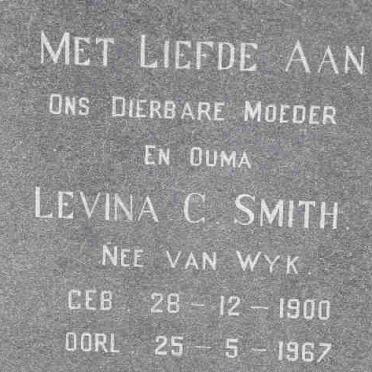 MET LIEFDE AAN
ONS DIERBARE MOEDER
EN OUMA
LEVINA C. SMITH.
NEE VAN WYK.
GEB. 28-12-1900
OORL. 25-5-1967